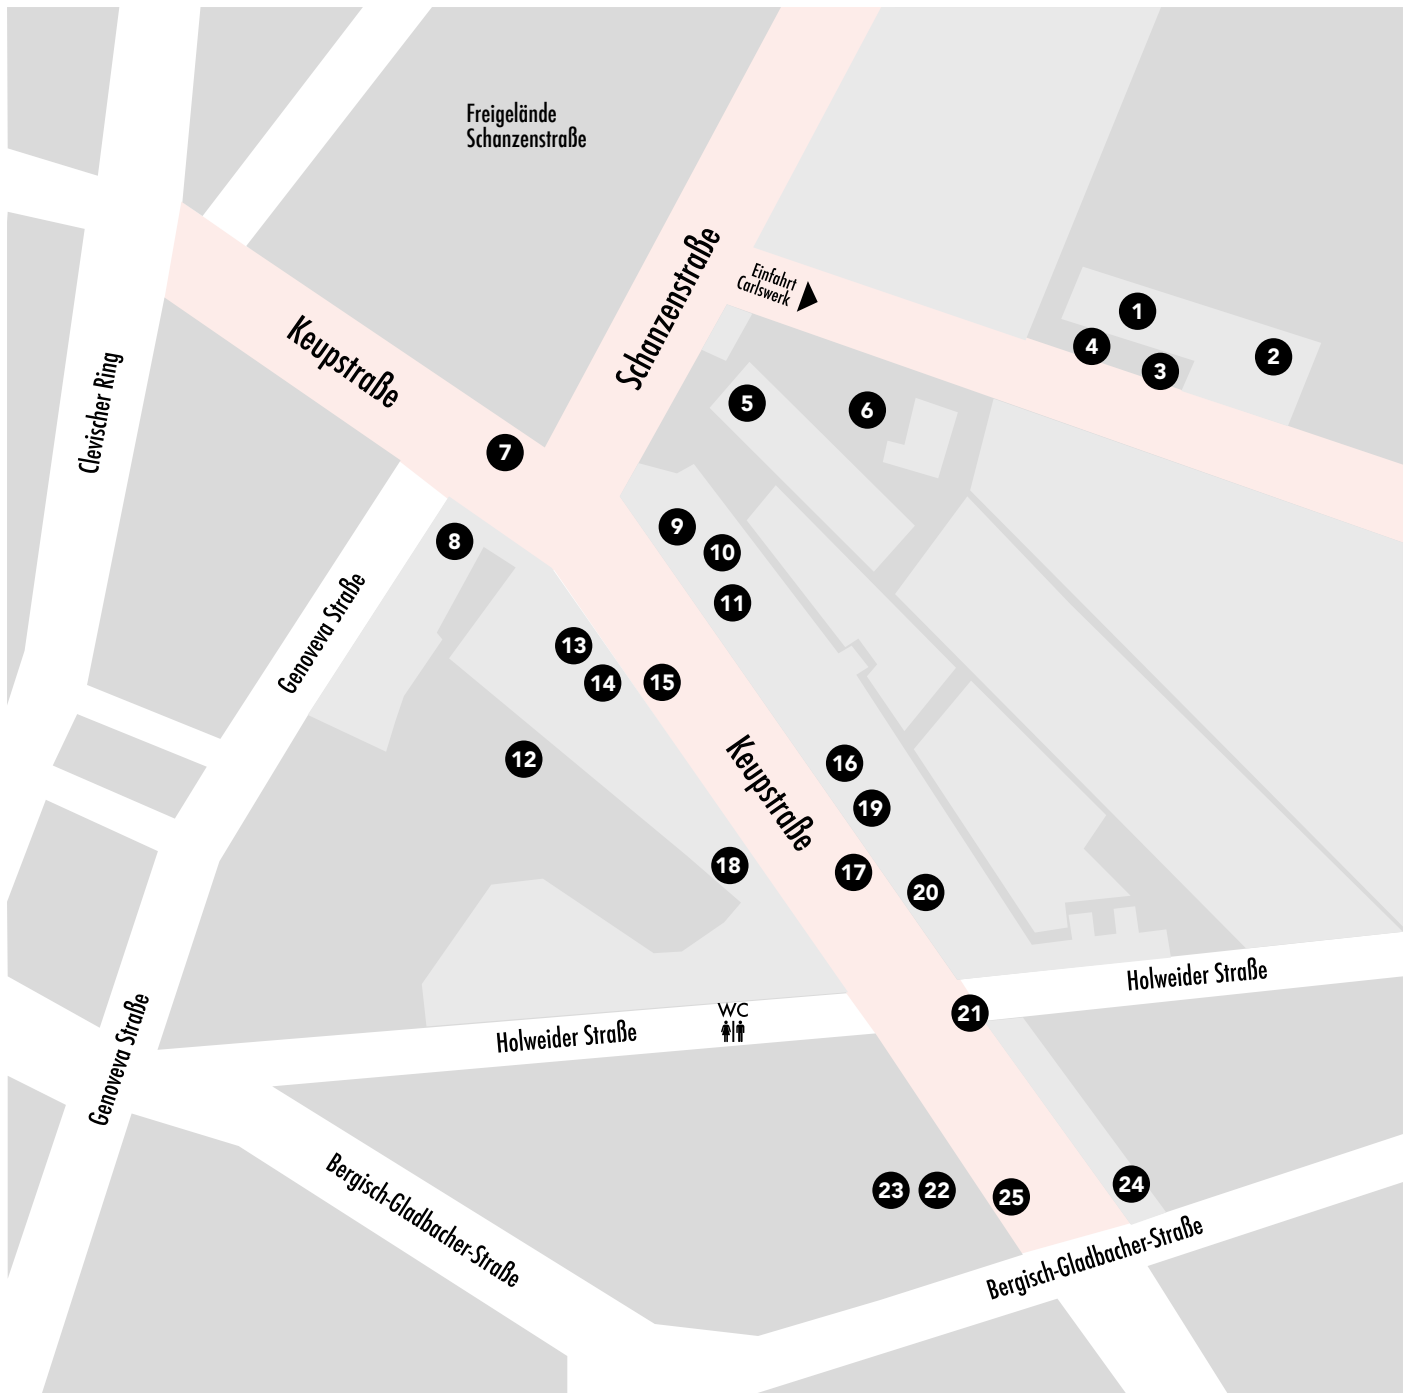 Freigelände
Schanzenstraße
Schanzenstraße
Einfahrt
Carlswerk
1
4
3
2
Keupstraße
Clevischer Ring
5
6
7
8
9
10
11
Genoveva Straße
13
14
15
12
Keupstraße
16
19
18
17
20
Holweider Straße
WC
21
Holweider Straße
Genoveva Straße
Bergisch-Gladbacher-Straße
23
22
25
24
Bergisch-Gladbacher-Straße